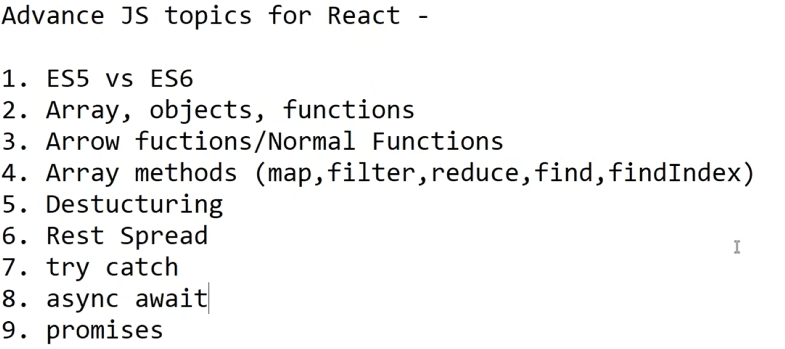 Advance JS topics for React -
1. ES5 vs ES6
2. Array, objects, functions
3. Arrow fuctions/Normal Functions
4. Array methods (map,filter,reduce,find,findIndex)
5. Destucturing
6. Rest Spread
7. try catch
8. async await
9. promises